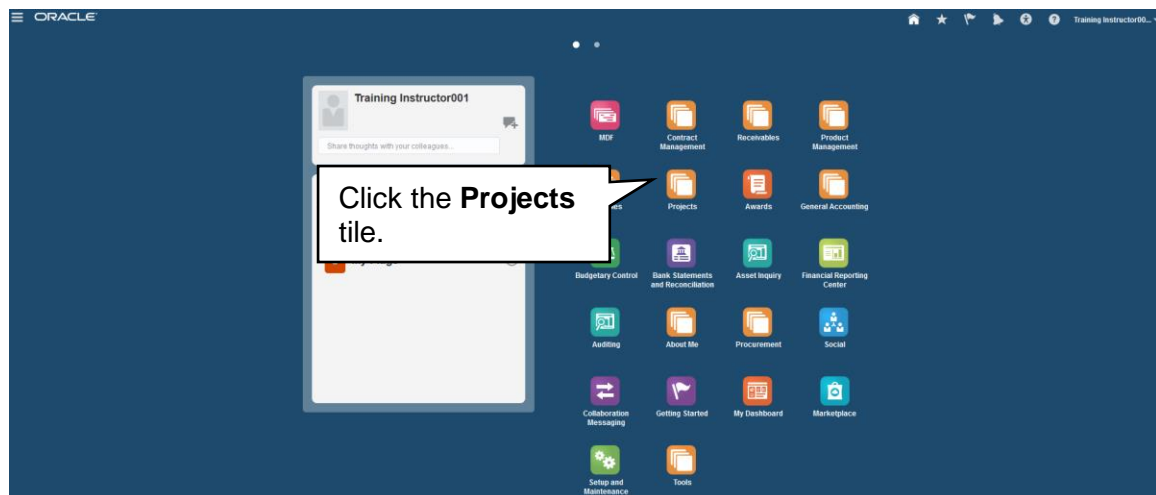 ORACLE
Training Instructor00...
Training Instructor001
Share thoughts with your colleagues...
MDF
Contract
Management
Receivables
Product
Management
Click the Projects
tile.
Projects
Awards
General Accounting
Budgetary Control
Bank Statements
and Reconciliation
Asset Inquiry
Financial Reporting
Center
Auditing
About Me
Procurement
Social
Collaboration
Messaging
Getting Started
My Dashboard
Marketplace
Setup and
Maintenance
Tools